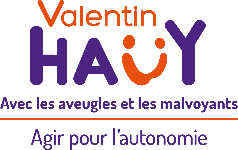 Valentin
HAÜY
Avec les aveugles et les malvoyants
Agir pour l'autonomie